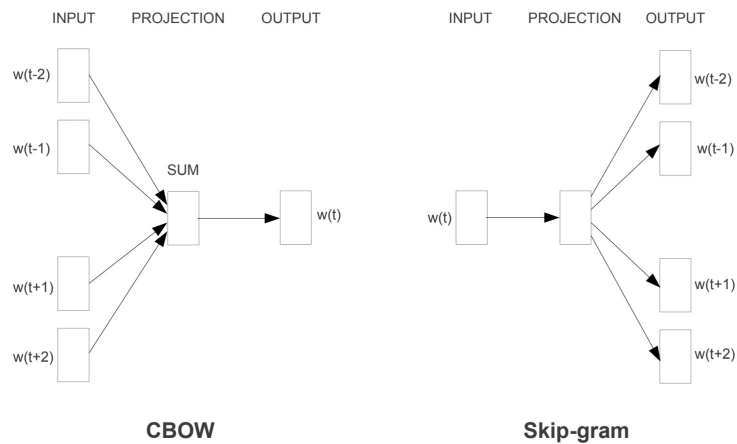 INPUT PROJECTION OUTPUT
w(t-2)
w(t-1)
SUM
w(t)
w(t+1)
w(t+2)
CBOW
INPUT PROJECTION OUTPUT
w(t-2)
w(t-1)
w(t)
w(t+1)
w(t+2)
Skip-gram